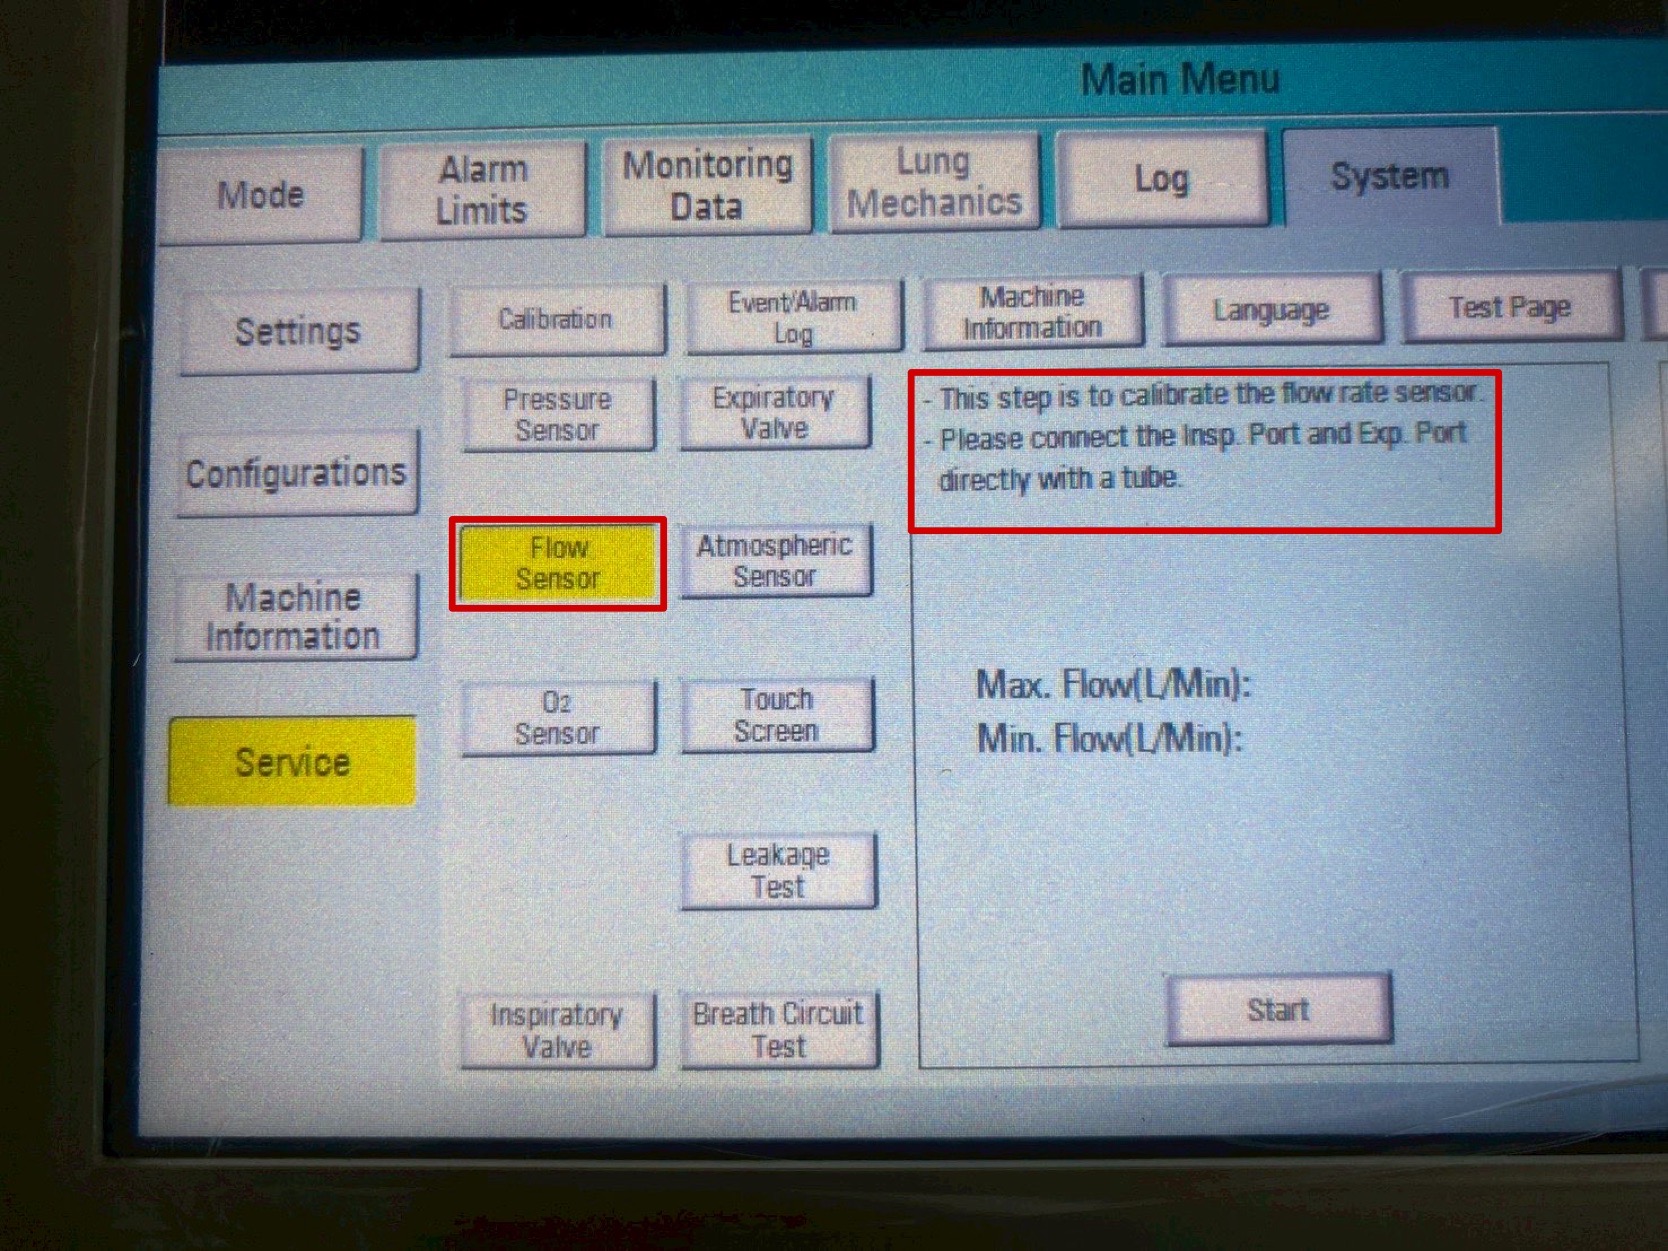 Main Menu
Mode
Alarm
Limits
Monitoring
Data
Lung
Mechanics
Log
System
Settings
Configurations
Machine
Information
Service
Calibration
Event/Alarm
Log
Machine
Information
Language
Test Page
Pressure
Sensor
Expiratory
Valve
Flow
Sensor
Atmospheric
Sensor
O2
Sensor
Touch
Screen
Leakage
Test
Inspiratory
Valve
Breath Circuit
Test
- This step is to calibrate the flow rate sensor.
- Please connect the Insp. Port and Exp. Port
directly with a tube.
Max. Flow(L/Min):
Min. Flow(L/Min):
Start